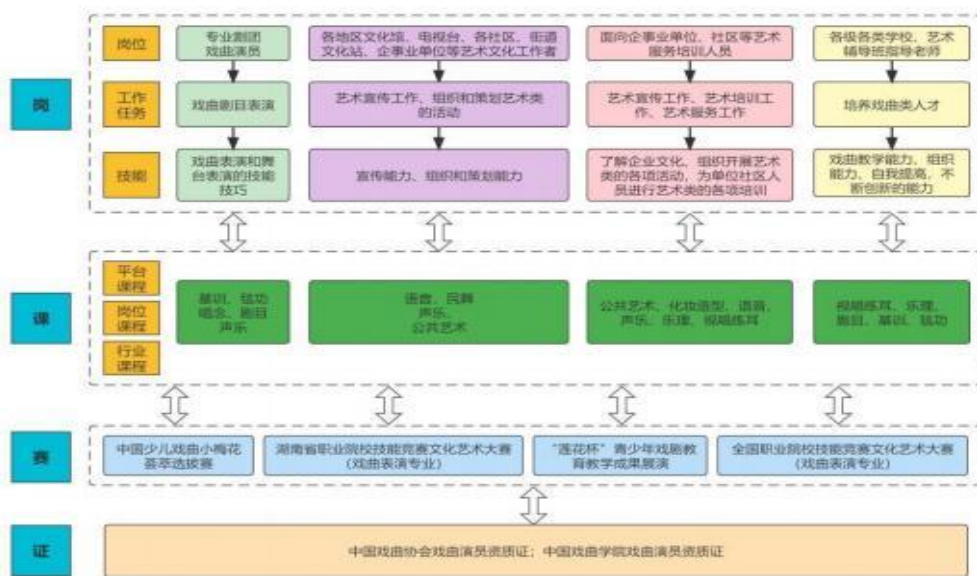 岗
岗位
专业剧团
戏曲演员
各地区文化馆、电视台、各社区、街道
文化站、企事业单位等艺术文化工作者
面向企事业单位、社区等艺术
服务培训人员
各级各类学校、艺术
辅导班指导老师
工作
任务
戏曲剧目表演
艺术宣传工作、组织和策划艺术类
的活动
艺术宣传工作、艺术培训工
作、艺术服务工作
培养戏曲类人才
技能
戏曲表演和舞
台表演的技能
技巧
宣传能力、组织和策划能力
了解企业文化、组织开展艺术
类的各项活动，为单位社区人
员进行艺术类的各项培训
戏曲教学能力、组织
能力、自我提高、不
断创新的能力
课
平台
课程
岗位
课程
行业
课程
基训、毯功
唱念、剧目
声乐
语音、民舞
声乐、
公共艺术
公共艺术、化妆造型、语音、
声乐、乐理、视唱练耳
视唱练耳、乐理、
剧目、基训、毯功
赛
中国少儿戏曲小梅花
荟萃选拔赛
湖南省职业院校技能竞赛文化艺术大赛
（戏曲表演专业）
“莲花杯”青少年戏剧教
育教学成果展演
全国职业院校技能竞赛文化艺术大赛
（戏曲表演专业）
证
中国戏曲协会戏曲演员资质证；中国戏曲学院戏曲演员资质证